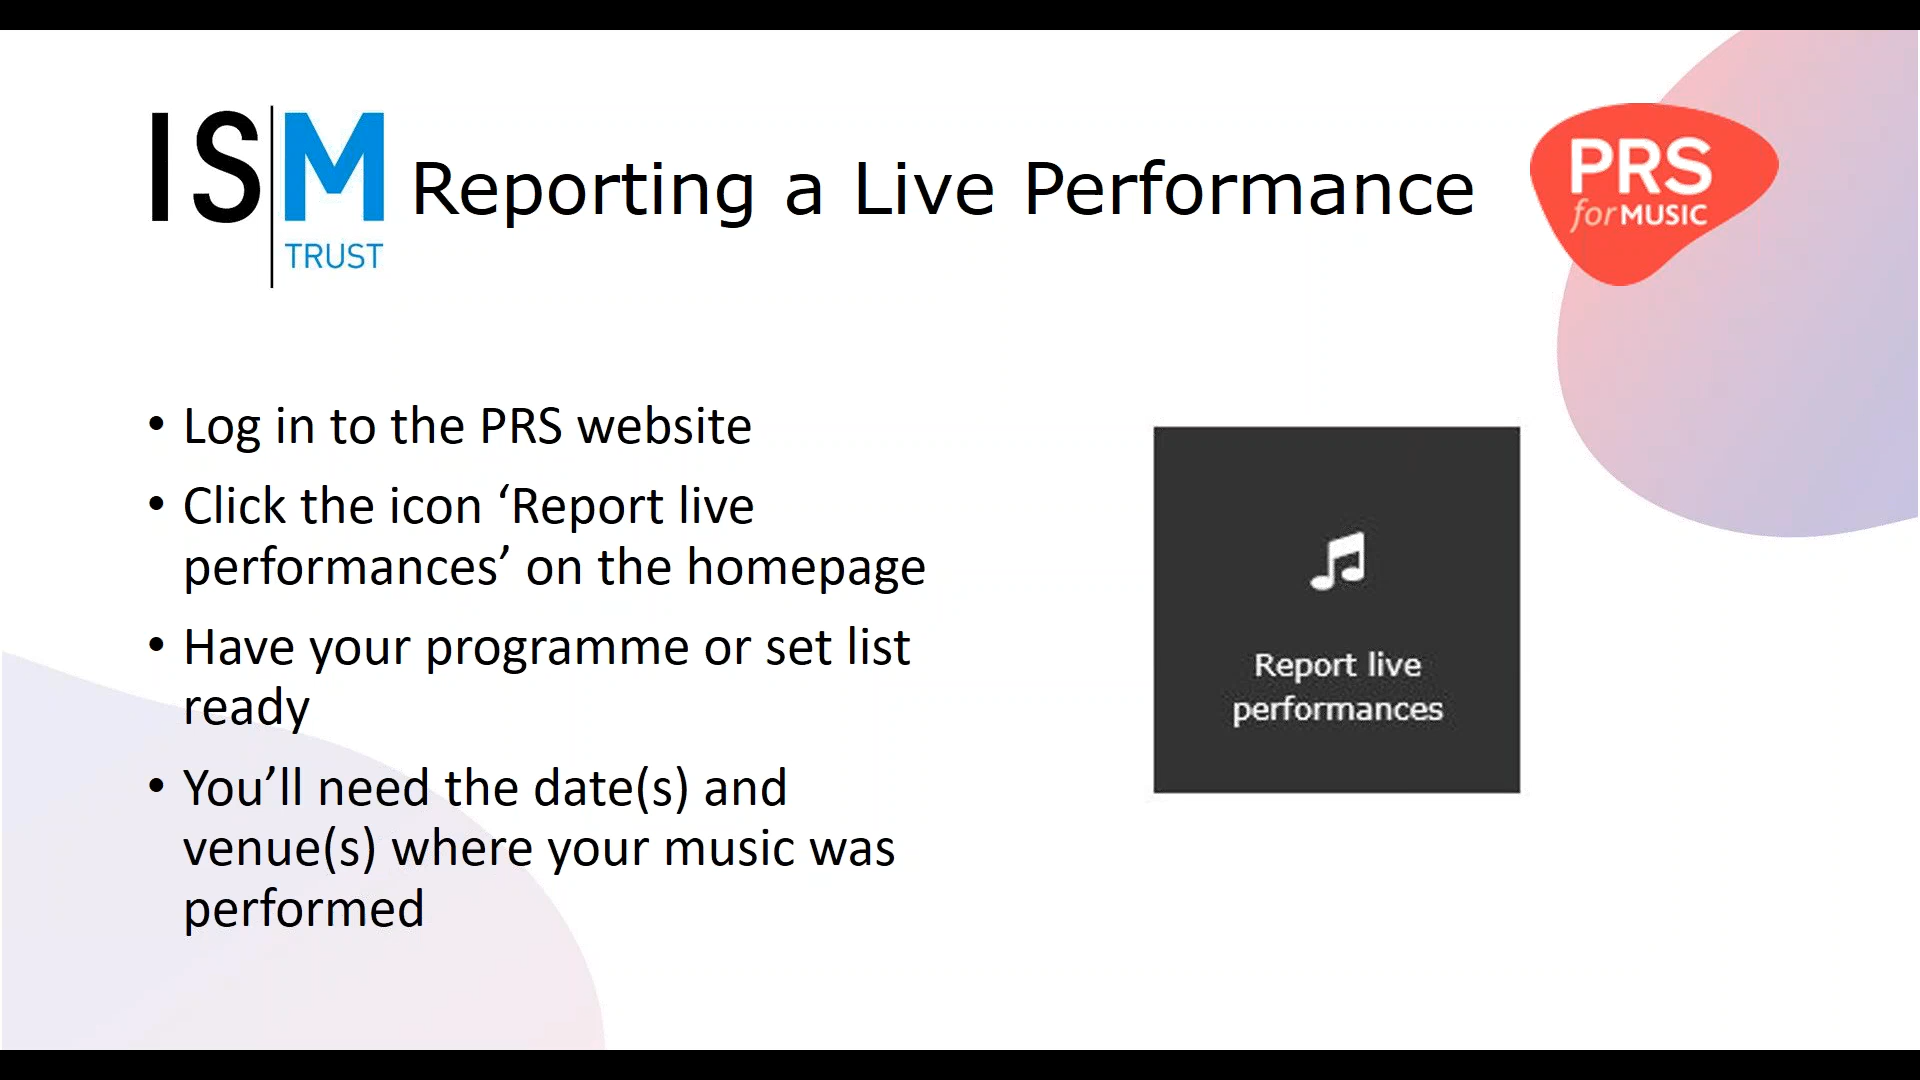 ISM
TRUST
Reporting a Live Performance
PRS
for MUSIC
• Log in to the PRS website
• Click the icon ‘Report live
performances’ on the homepage
• Have your programme or set list
ready
• You’ll need the date(s) and
venue(s) where your music was
performed
Report live
performances